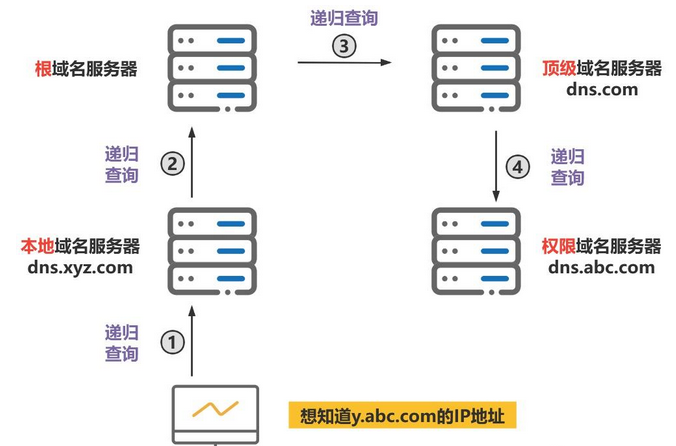 递归查询
③
根域名服务器
顶级域名服务器
dns.com
递归
查询
②
④
递归
查询
本地域名服务器
dns.xyz.com
权限域名服务器
dns.abc.com
递归
查询
①
想知道y.abc.com的IP地址